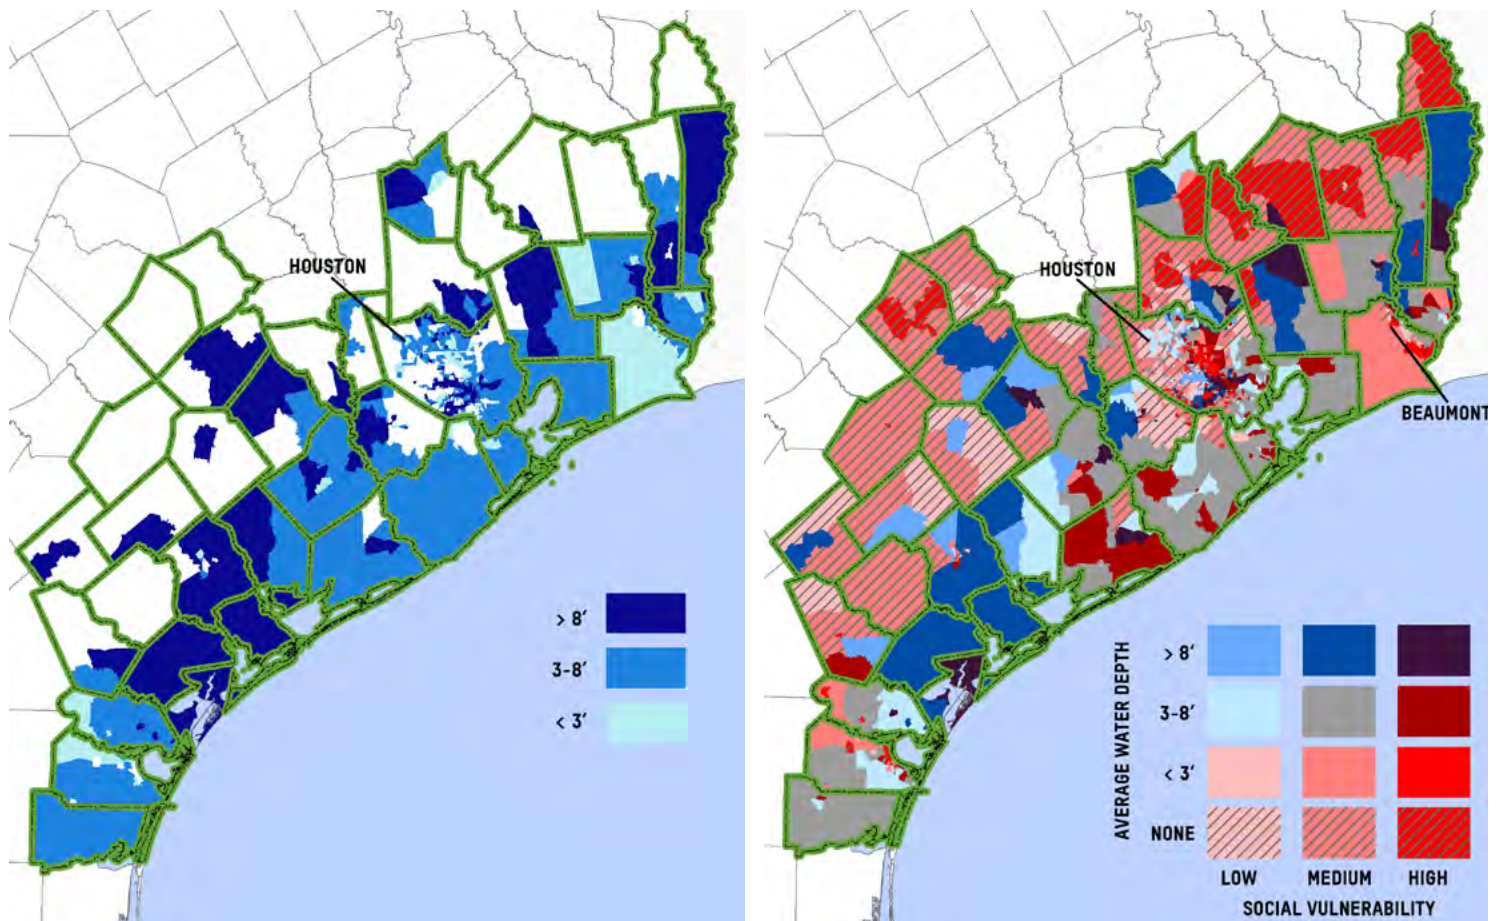 HOUSTON
> 8'
3-8'
< 3'
HOUSTON
BEAUMONT
AVERAGE WATER DEPTH
> 8'
3-8'
< 3'
NONE
LOW MEDIUM HIGH
SOCIAL VULNERABILITY